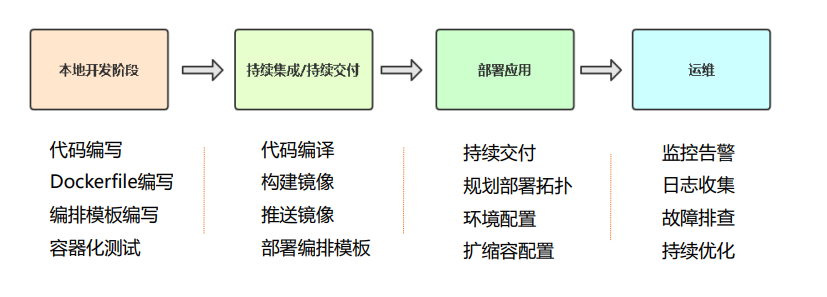 本地开发阶段
持续集成/持续交付
部署应用
运维
代码编写
Dockerfile编写
编排模板编写
容器化测试
代码编译
构建镜像
推送镜像
部署编排模板
持续交付
规划部署拓扑
环境配置
扩缩容配置
监控告警
日志收集
故障排查
持续优化